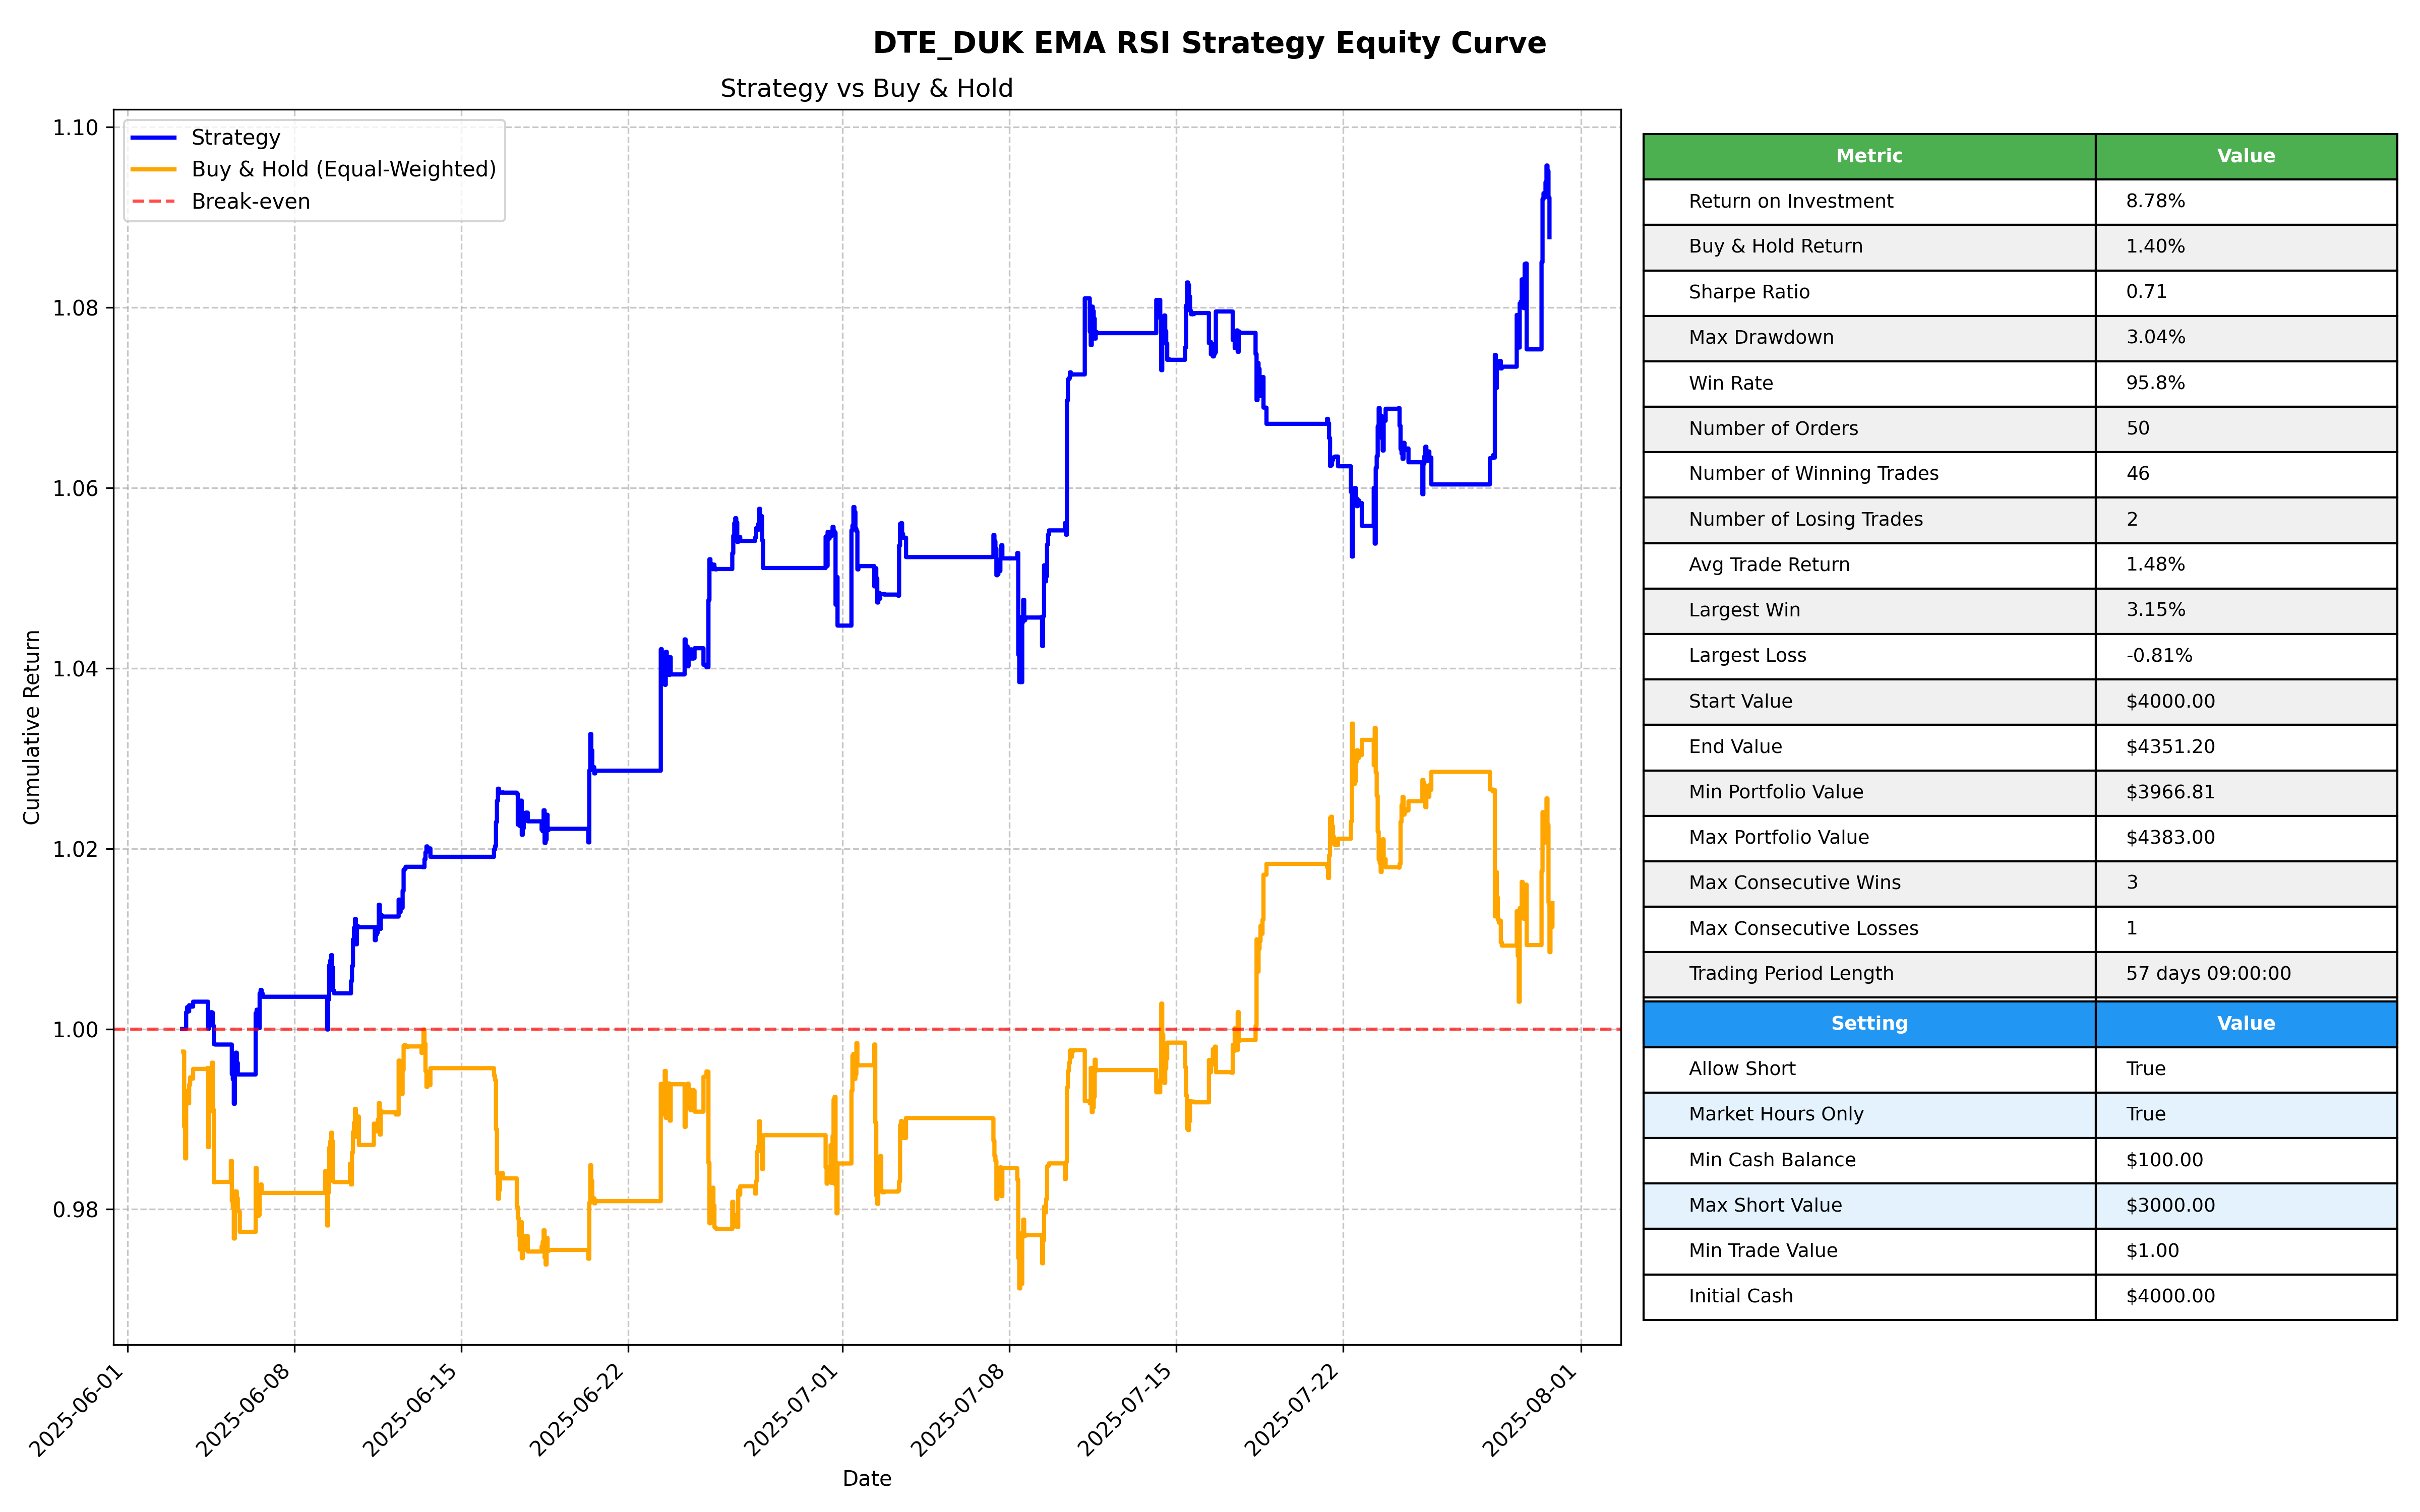 DTE_DUK EMA RSI Strategy Equity Curve
Strategy vs Buy & Hold
Strategy
Buy & Hold (Equal-Weighted)
Break-even
Cumulative Return
1.10
1.08
1.06
1.04
1.02
1.00
0.98
2025-06-01
2025-06-08
2025-06-15
2025-06-22
2025-07-01
2025-07-08
2025-07-15
2025-07-22
2025-08-01
Date
Metric Value
Return on Investment 8.78%
Buy & Hold Return 1.40%
Sharpe Ratio 0.71
Max Drawdown 3.04%
Win Rate 95.8%
Number of Orders 50
Number of Winning Trades 46
Number of Losing Trades 2
Avg Trade Return 1.48%
Largest Win 3.15%
Largest Loss -0.81%
Start Value $4000.00
End Value $4351.20
Min Portfolio Value $3966.81
Max Portfolio Value $4383.00
Max Consecutive Wins 3
Max Consecutive Losses 1
Trading Period Length 57 days 09:00:00
Setting Value
Allow Short True
Market Hours Only True
Min Cash Balance $100.00
Max Short Value $3000.00
Min Trade Value $1.00
Initial Cash $4000.00